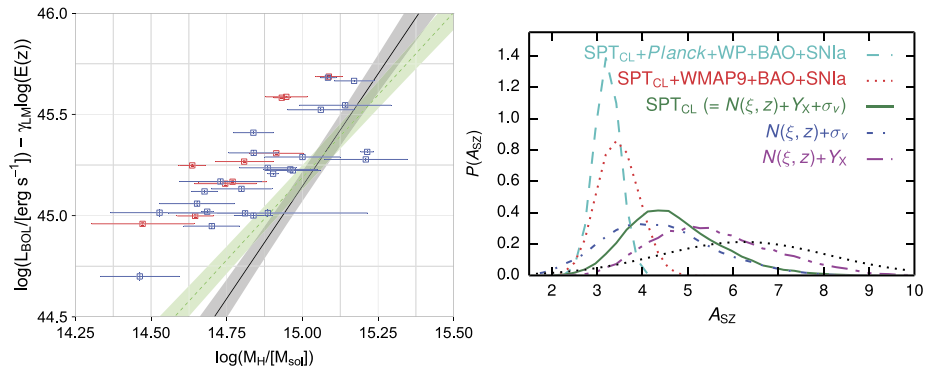 46.0
45.5
45.0
44.5
log(L_BOL/[erg s⁻¹]) − γ_LM log(E(z))
14.25 14.50 14.75 15.00 15.25 15.50
log(M_H/[M_sol])
SPT_CL+Planck+WP+BAO+SNIa
SPT_CL+WMAP9+BAO+SNIa
SPT_CL (= N(ξ, z)+Y_X+σ_v)
N(ξ, z)+σ_v
N(ξ, z)+Y_X
1.4
1.2
1.0
0.8
0.6
0.4
0.2
0.0
P(A_SZ)
2 3 4 5 6 7 8 9 10
A_SZ